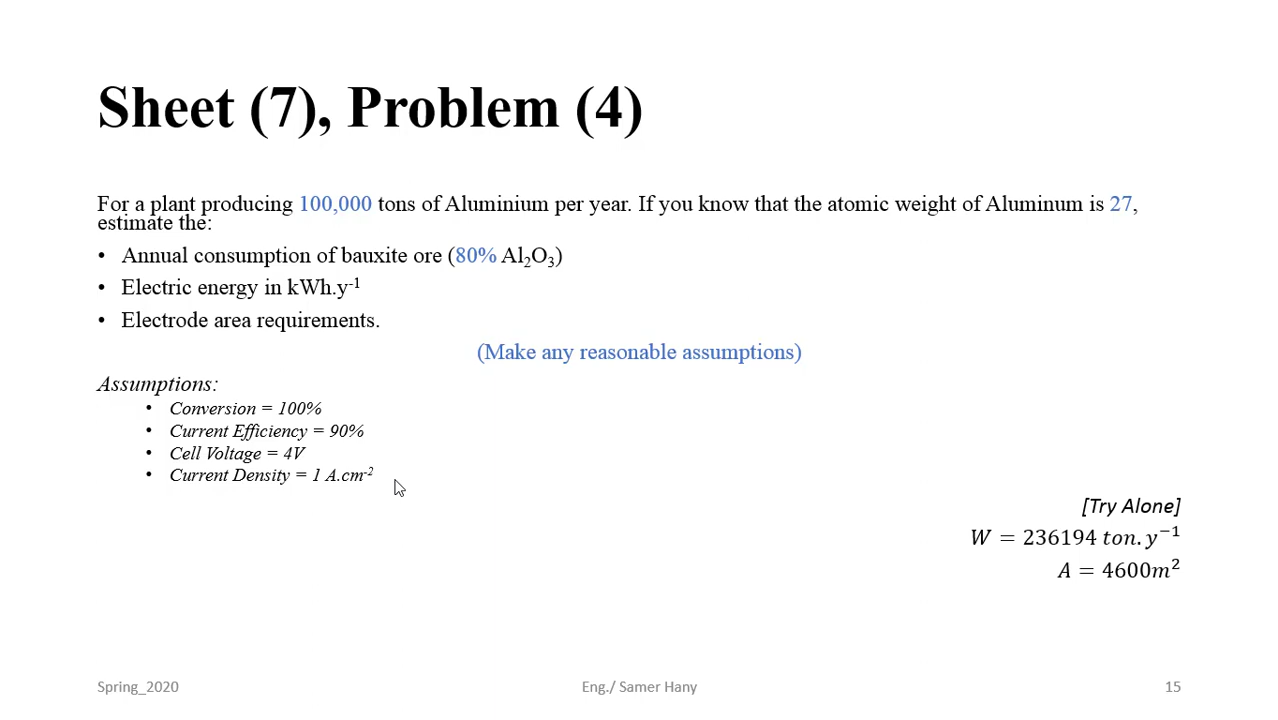 Sheet (7), Problem (4)
For a plant producing 100,000 tons of Aluminium per year. If you know that the atomic weight of Aluminum is 27,
estimate the:
• Annual consumption of bauxite ore (80% Al₂O₃)
• Electric energy in kWh.y⁻¹
• Electrode area requirements.
(Make any reasonable assumptions)
Assumptions:
• Conversion = 100%
• Current Efficiency = 90%
• Cell Voltage = 4V
• Current Density = 1 A.cm⁻²
[Try Alone]
W = 236194 ton.y⁻¹
A = 4600m²
Spring_2020
Eng./ Samer Hany
15